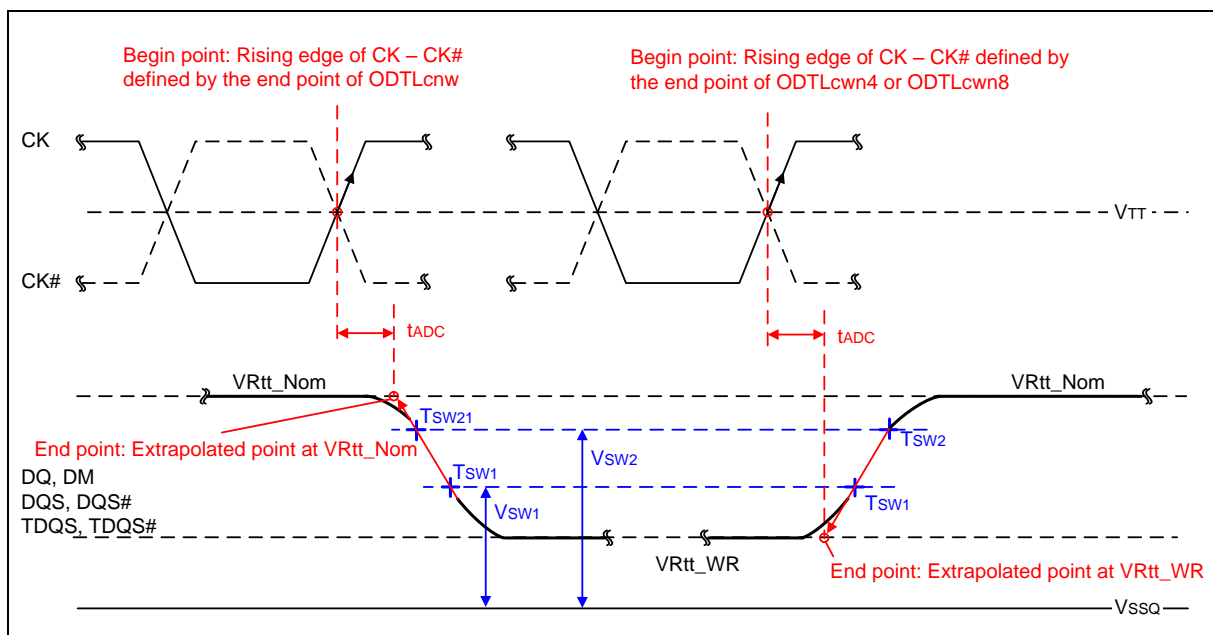 Begin point: Rising edge of CK – CK#
defined by the end point of ODTLcnw
Begin point: Rising edge of CK – CK# defined by
the end point of ODTLcwn4 or ODTLcwn8
CK
VTT
CK#
tADC
tADC
VRtt_Nom
VRtt_Nom
TSW21
TSW2
End point: Extrapolated point at VRtt_Nom
VSW2
DQ, DM
DQS, DQS#
TDQS, TDQS#
TSW1
TSW1
VSW1
VRtt_WR
End point: Extrapolated point at VRtt_WR
VSSQ